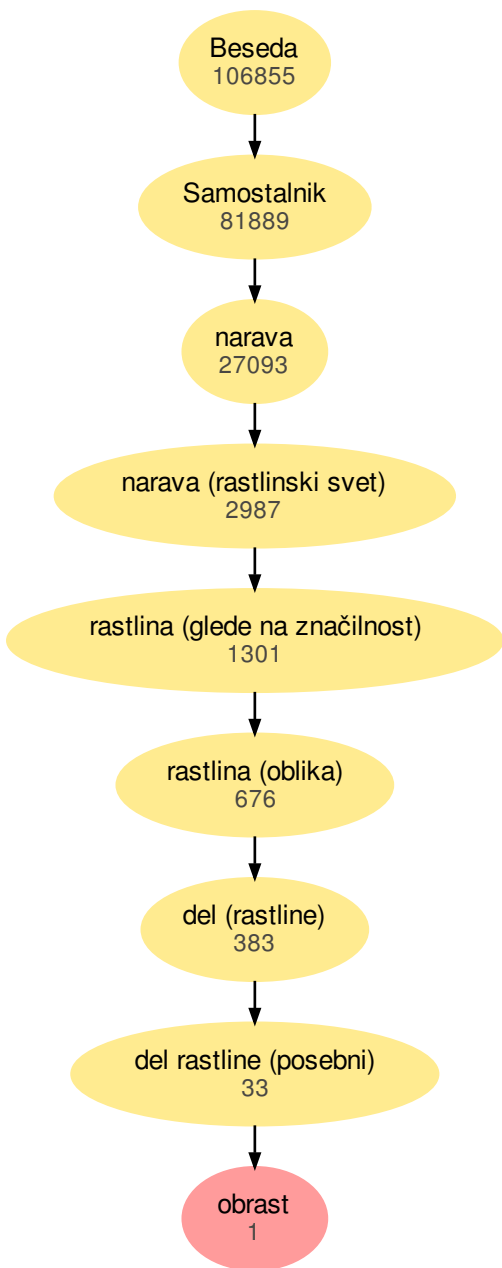 Beseda
106855
Samostalnik
81889
narava
27093
narava (rastlinski svet)
2987
rastlina (glede na značilnost)
1301
rastlina (oblika)
676
del (rastline)
383
del rastline (posebni)
33
obrast
1